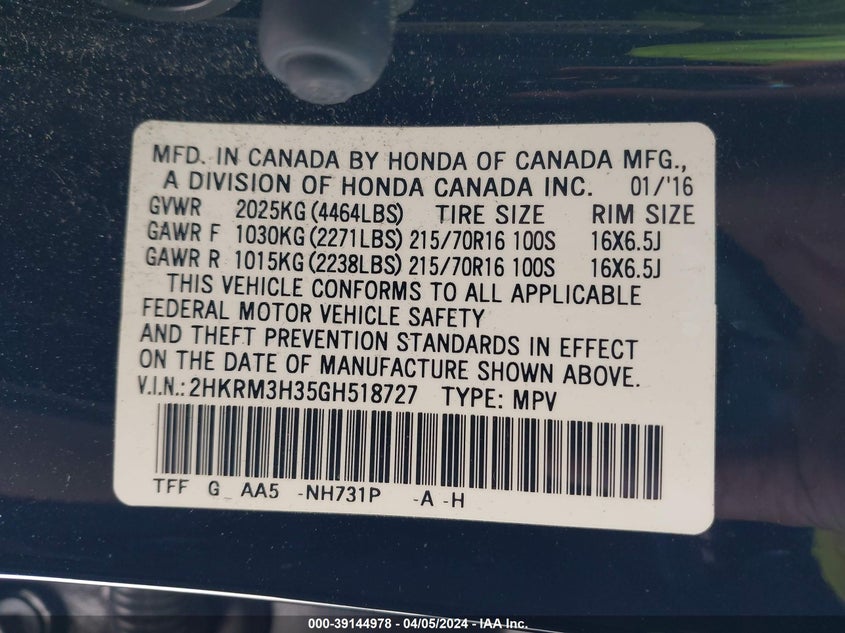 MFD. IN CANADA BY HONDA OF CANADA MFG.,
A DIVISION OF HONDA CANADA INC. 01/'16
GVWR 2025KG (4464LBS) TIRE SIZE RIM SIZE
GAWR F 1030KG (2271LBS) 215/70R16 100S 16X6.5J
GAWR R 1015KG (2238LBS) 215/70R16 100S 16X6.5J
THIS VEHICLE CONFORMS TO ALL APPLICABLE
FEDERAL MOTOR VEHICLE SAFETY
AND THEFT PREVENTION STANDARDS IN EFFECT
ON THE DATE OF MANUFACTURE SHOWN ABOVE.
V.I.N.: 2HKRM3H35GH518727 TYPE: MPV
TFF G_ AA5 -NH731P -A -H
000-39144978 - 04/05/2024 - IAA Inc.